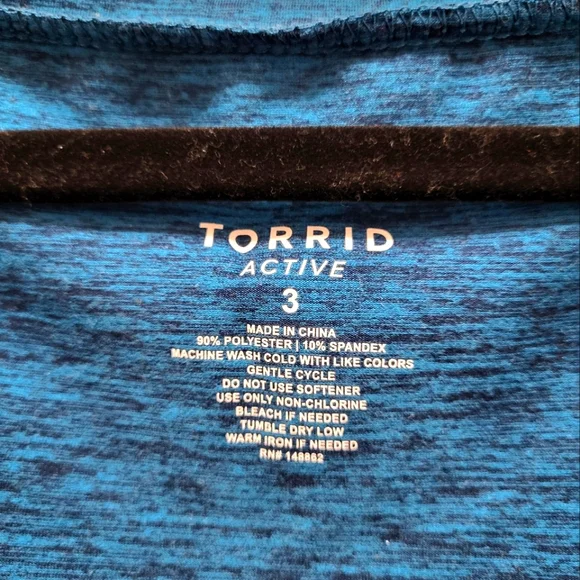 TORRID
ACTIVE
3
MADE IN CHINA
90% POLYESTER | 10% SPANDEX
MACHINE WASH COLD WITH LIKE COLORS
GENTLE CYCLE
DO NOT USE SOFTENER
USE ONLY NON-CHLORINE
BLEACH IF NEEDED
TUMBLE DRY LOW
WARM IRON IF NEEDED
RN# 148862